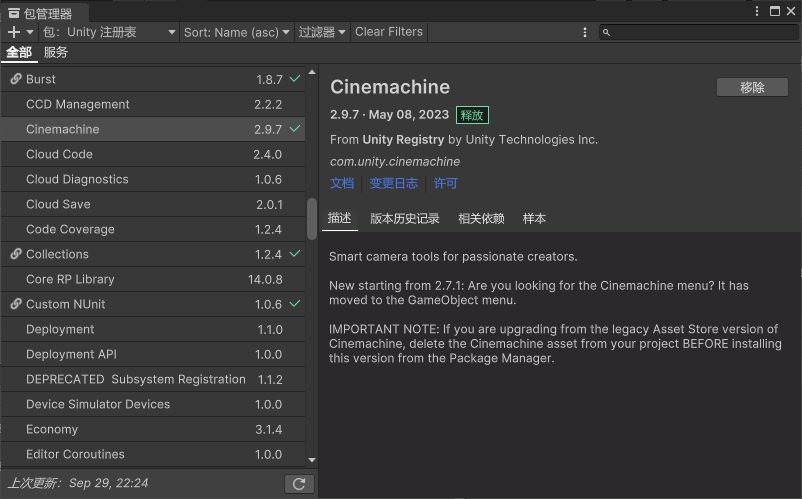 包管理器
包: Unity 注册表 Sort: Name (asc) 过滤器 Clear Filters
全部 服务
Burst 1.8.7
CCD Management 2.2.2
Cinemachine 2.9.7
Cloud Code 2.4.0
Cloud Diagnostics 1.0.6
Cloud Save 2.0.1
Code Coverage 1.2.4
Collections 1.2.4
Core RP Library 14.0.8
Custom NUnit 1.0.6
Deployment 1.1.0
Deployment API 1.0.0
DEPRECATED Subsystem Registration 1.1.2
Device Simulator Devices 1.0.0
Economy 3.1.4
Editor Coroutines 1.0.0
上次更新: Sep 29, 22:24
Cinemachine 移除
2.9.7 · May 08, 2023 释放
From Unity Registry by Unity Technologies Inc.
com.unity.cinemachine
文档 变更日志 许可
描述 版本历史记录 相关依赖 样本
Smart camera tools for passionate creators.
New starting from 2.7.1: Are you looking for the Cinemachine menu? It has
moved to the GameObject menu.
IMPORTANT NOTE: If you are upgrading from the legacy Asset Store version of
Cinemachine, delete the Cinemachine asset from your project BEFORE installing
this version from the Package Manager.